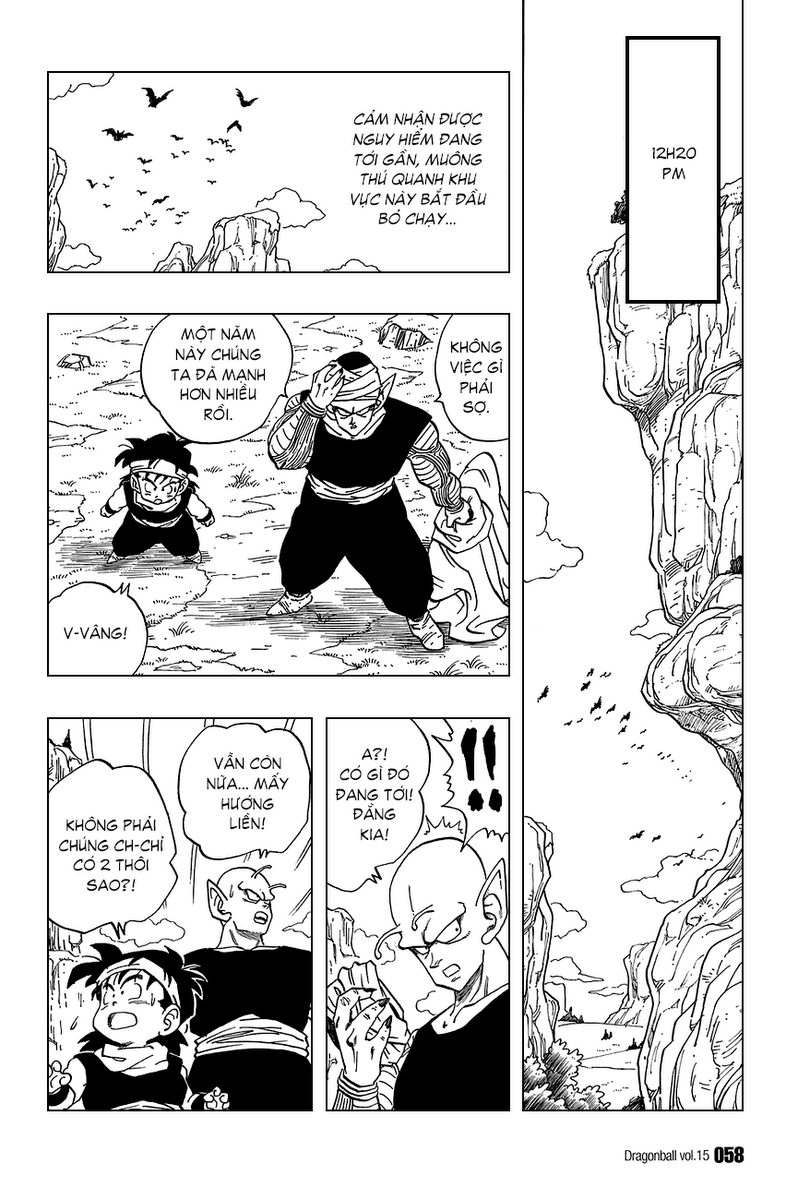 12H20
PM
CẢM NHẬN ĐƯỢC
NGUY HIỂM ĐANG
TỚI GẦN, MUÔNG
THÚ QUANH KHU
VỰC NÀY BẮT ĐẦU
BỎ CHẠY...
KHÔNG
VIỆC GÌ
PHẢI
SỢ.
MỘT NĂM
NÀY CHÚNG
TA ĐÃ MẠNH
HƠN NHIỀU
RỒI.
V-VÂNG!
!!
A?!
CÓ GÌ ĐÓ
ĐANG TỚI!
ĐẰNG
KIA!
VẪN CÒN
NỮA... MẤY
HƯỚNG
LIỀN!
KHÔNG PHẢI
CHÚNG CH-CHỈ
CÓ 2 THÔI
SAO?!
Dragonball vol.15 058